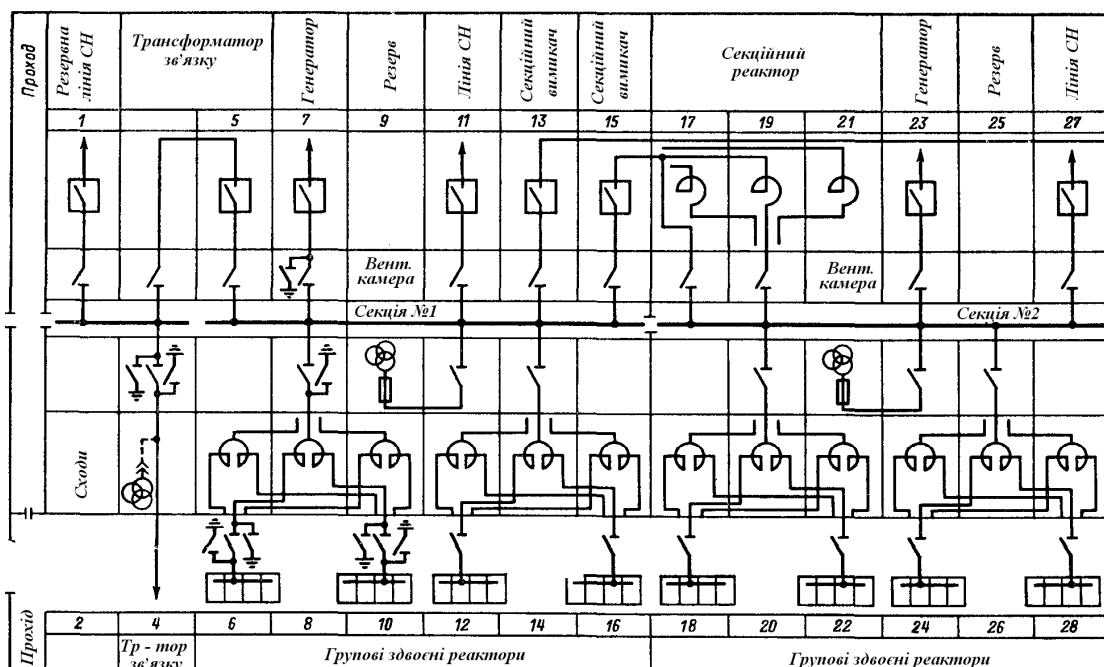 Проход
Резервна
лінія СН
Трансформатор
зв'язку
Генератор
Резерв
Лінія СН
Секційний
вимикач
Секційний
вимикач
Секційний
реактор
Генератор
Резерв
Лінія СН
1
5
7
9
11
13
15
17
19
21
23
25
27
Вент.
камера
Вент.
камера
Секція №1
Секція №2
Сходи
Прохід
2
4
6
8
10
12
14
16
18
20
22
24
26
28
Тр - тор
зв'язку
Групові здвоєні реактори
Групові здвоєні реактори